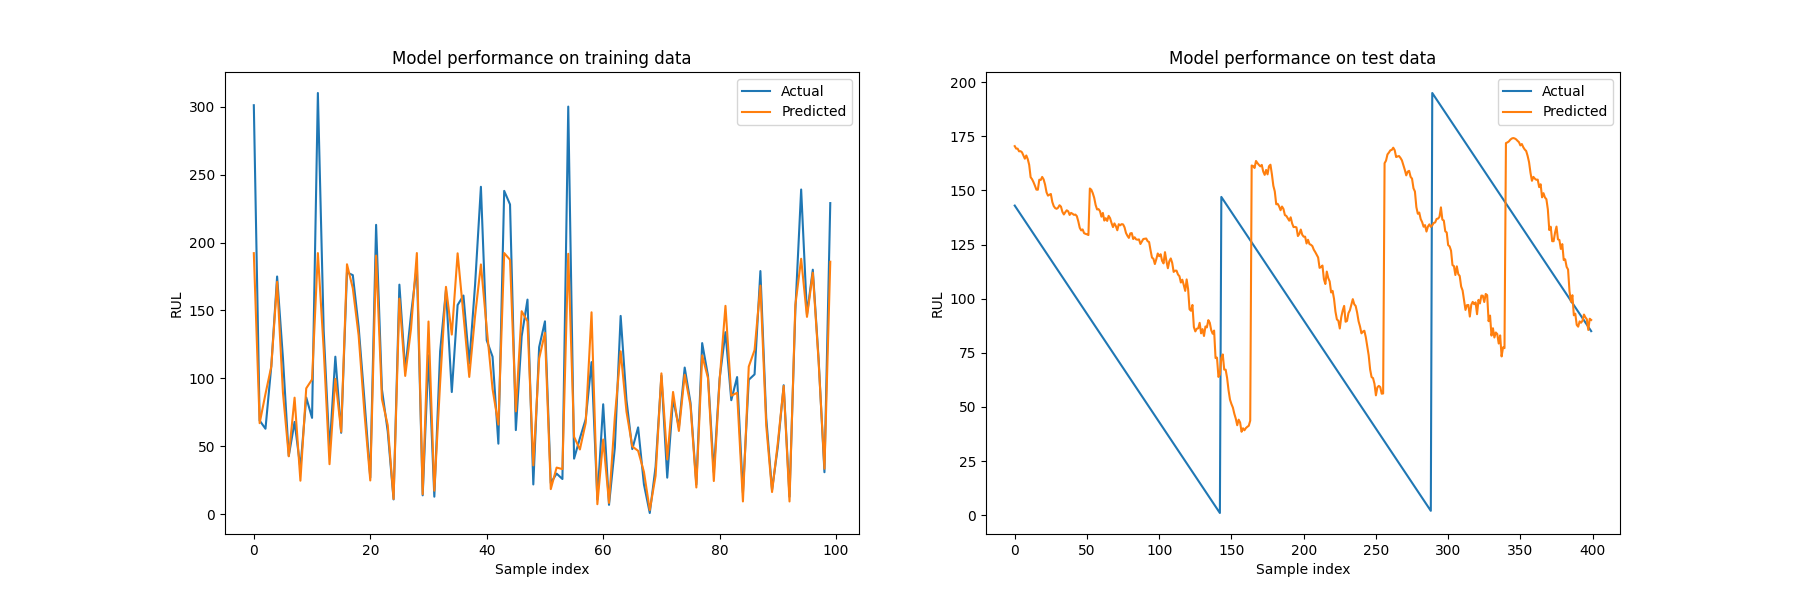 Model performance on training data
Actual
Predicted
RUL
300
250
200
150
100
50
0
0 20 40 60 80 100
Sample index
Model performance on test data
Actual
Predicted
RUL
200
175
150
125
100
75
50
25
0
0 50 100 150 200 250 300 350 400
Sample index